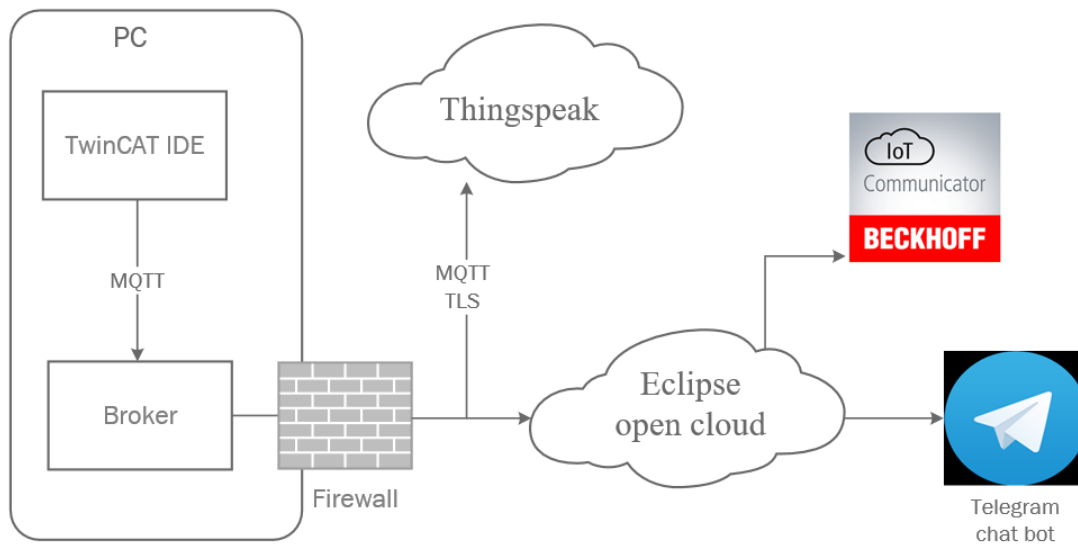 PC
TwinCAT IDE
MQTT
Broker
Firewall
Thingspeak
MQTT
TLS
Eclipse
open cloud
IoT
Communicator
BECKHOFF
Telegram
chat bot